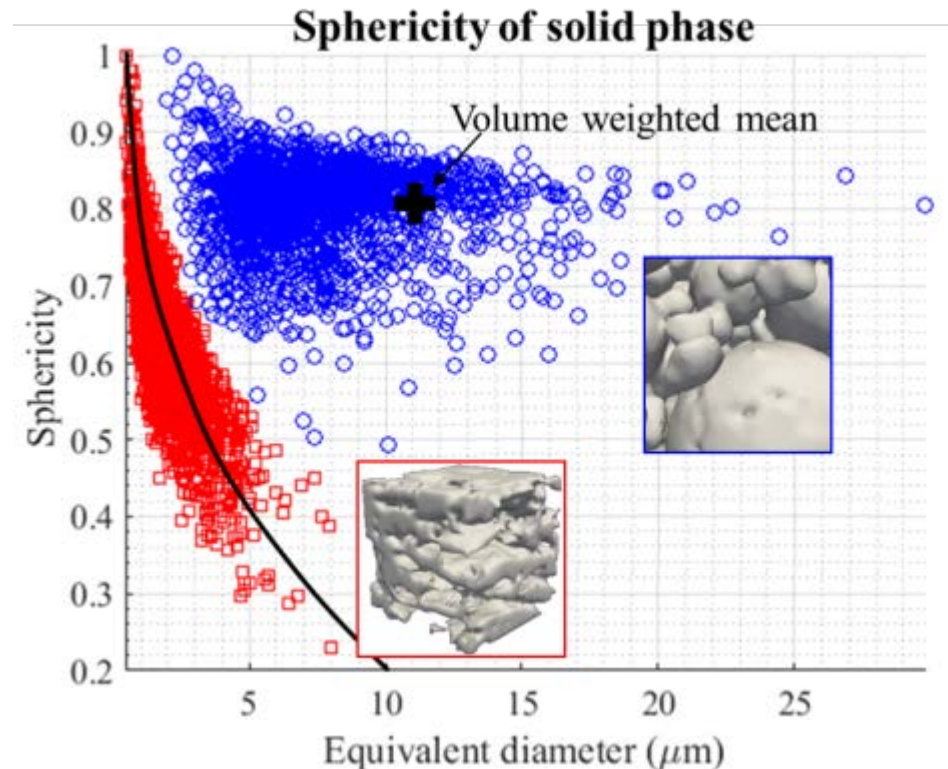 Sphericity of solid phase
1
0.9
0.8
0.7
0.6
0.5
0.4
0.3
0.2
Sphericity
Volume weighted mean
5 10 15 20 25
Equivalent diameter (μm)